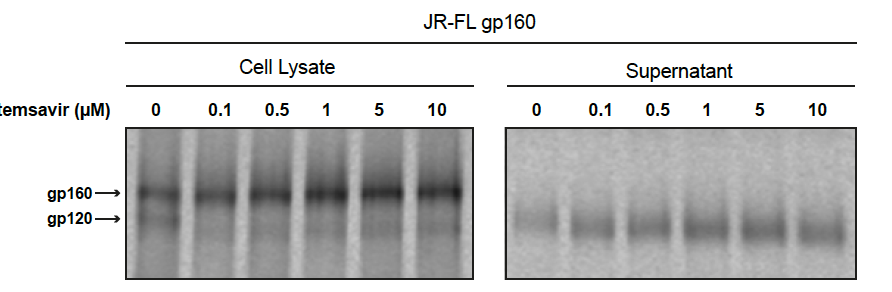 JR-FL gp160
Cell Lysate
Supernatant
temsavir (µM) 0 0.1 0.5 1 5 10 0 0.1 0.5 1 5 10
gp160
gp120